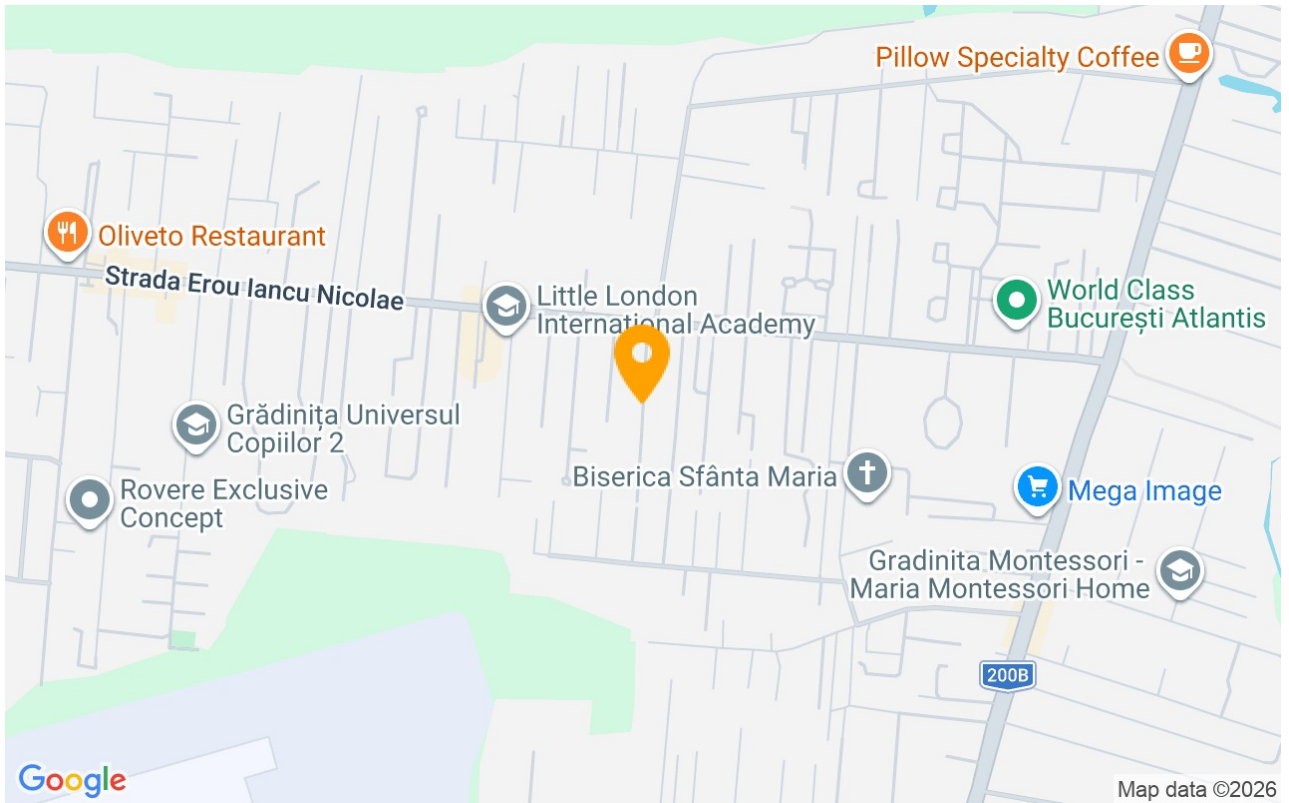 Pillow Specialty Coffee
Oliveto Restaurant
Strada Erou Iancu Nicolae
Little London
International Academy
World Class
București Atlantis
Grădinița Universul
Copiilor 2
Biserica Sfânta Maria
Rovere Exclusive
Concept
Mega Image
Gradinita Montessori -
Maria Montessori Home
200B
Google
Map data ©2026